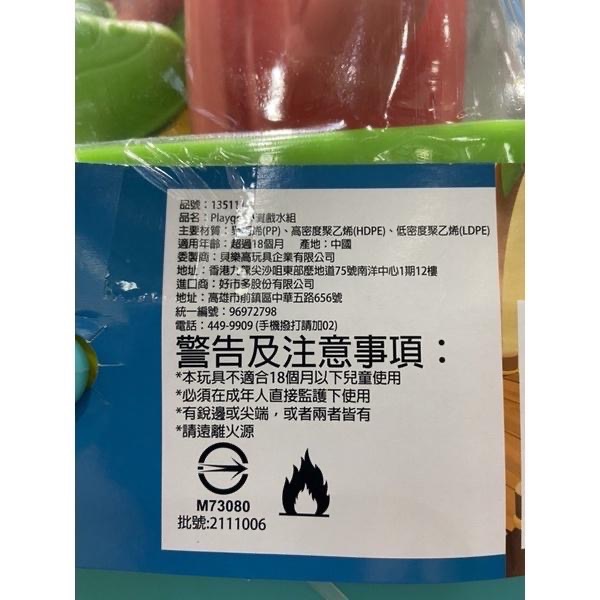 品號：13511
品名：Playgo 戲水組
主要材質：聚丙烯(PP)、高密度聚乙烯(HDPE)、低密度聚乙烯(LDPE)
適用年齡：超過18個月　產地：中國
委製商：貝樂高玩具企業有限公司
地址：香港九龍尖沙咀東部麼地道75號南洋中心1期12樓
進口商：好市多股份有限公司
地址：高雄市前鎮區中華五路656號
統一編號：96972798
電話：449-9909 (手機撥打請加02)
警告及注意事項：
*本玩具不適合18個月以下兒童使用
*必須在成年人直接監護下使用
*有銳邊或尖端，或者兩者皆有
*請遠離火源
M73080
批號:2111006